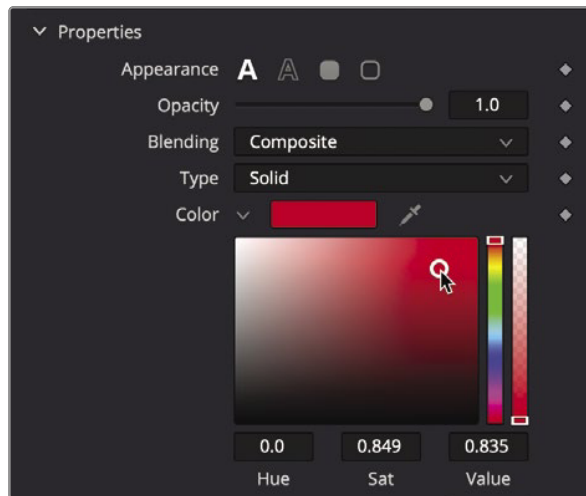 Properties
Appearance A A
Opacity 1.0
Blending Composite
Type Solid
Color
0.0 0.849 0.835
Hue Sat Value